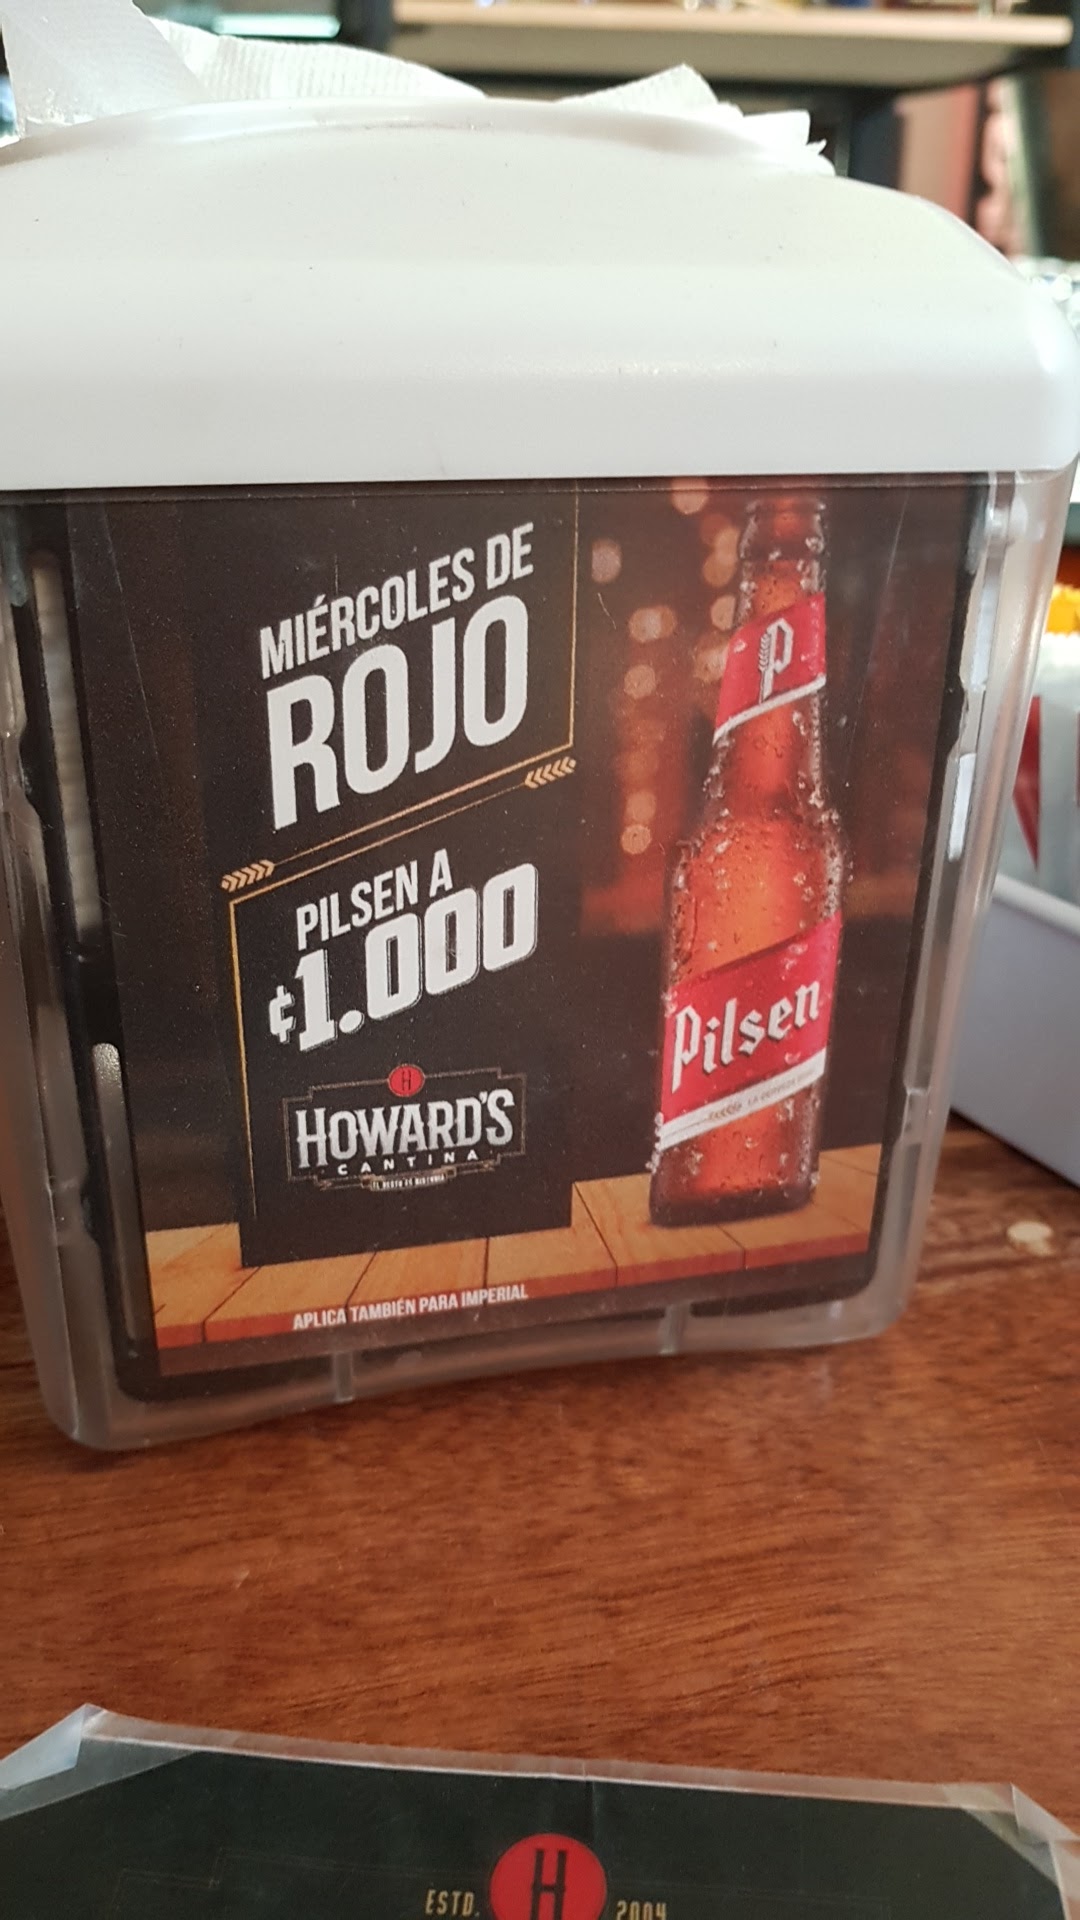 MIÉRCOLES DE
ROJO
PILSEN A
¢1.000
H
HOWARD'S
CANTINA
P
Pilsen
APLICA TAMBIÉN PARA IMPERIAL
ESTD. H 2004